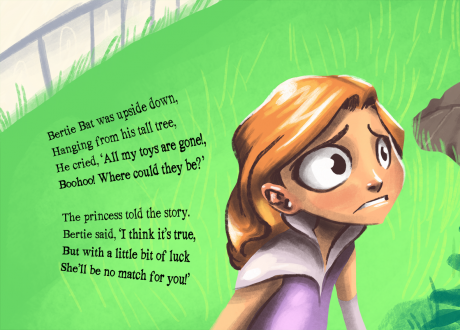 Bertie Bat was upside down,
Hanging from his tall tree,
He cried, ‘All my toys are gone!,
Boohoo! Where could they be?’
The princess told the story.
Bertie said, ‘I think it's true,
But with a little bit of luck
She'll be no match for you!’